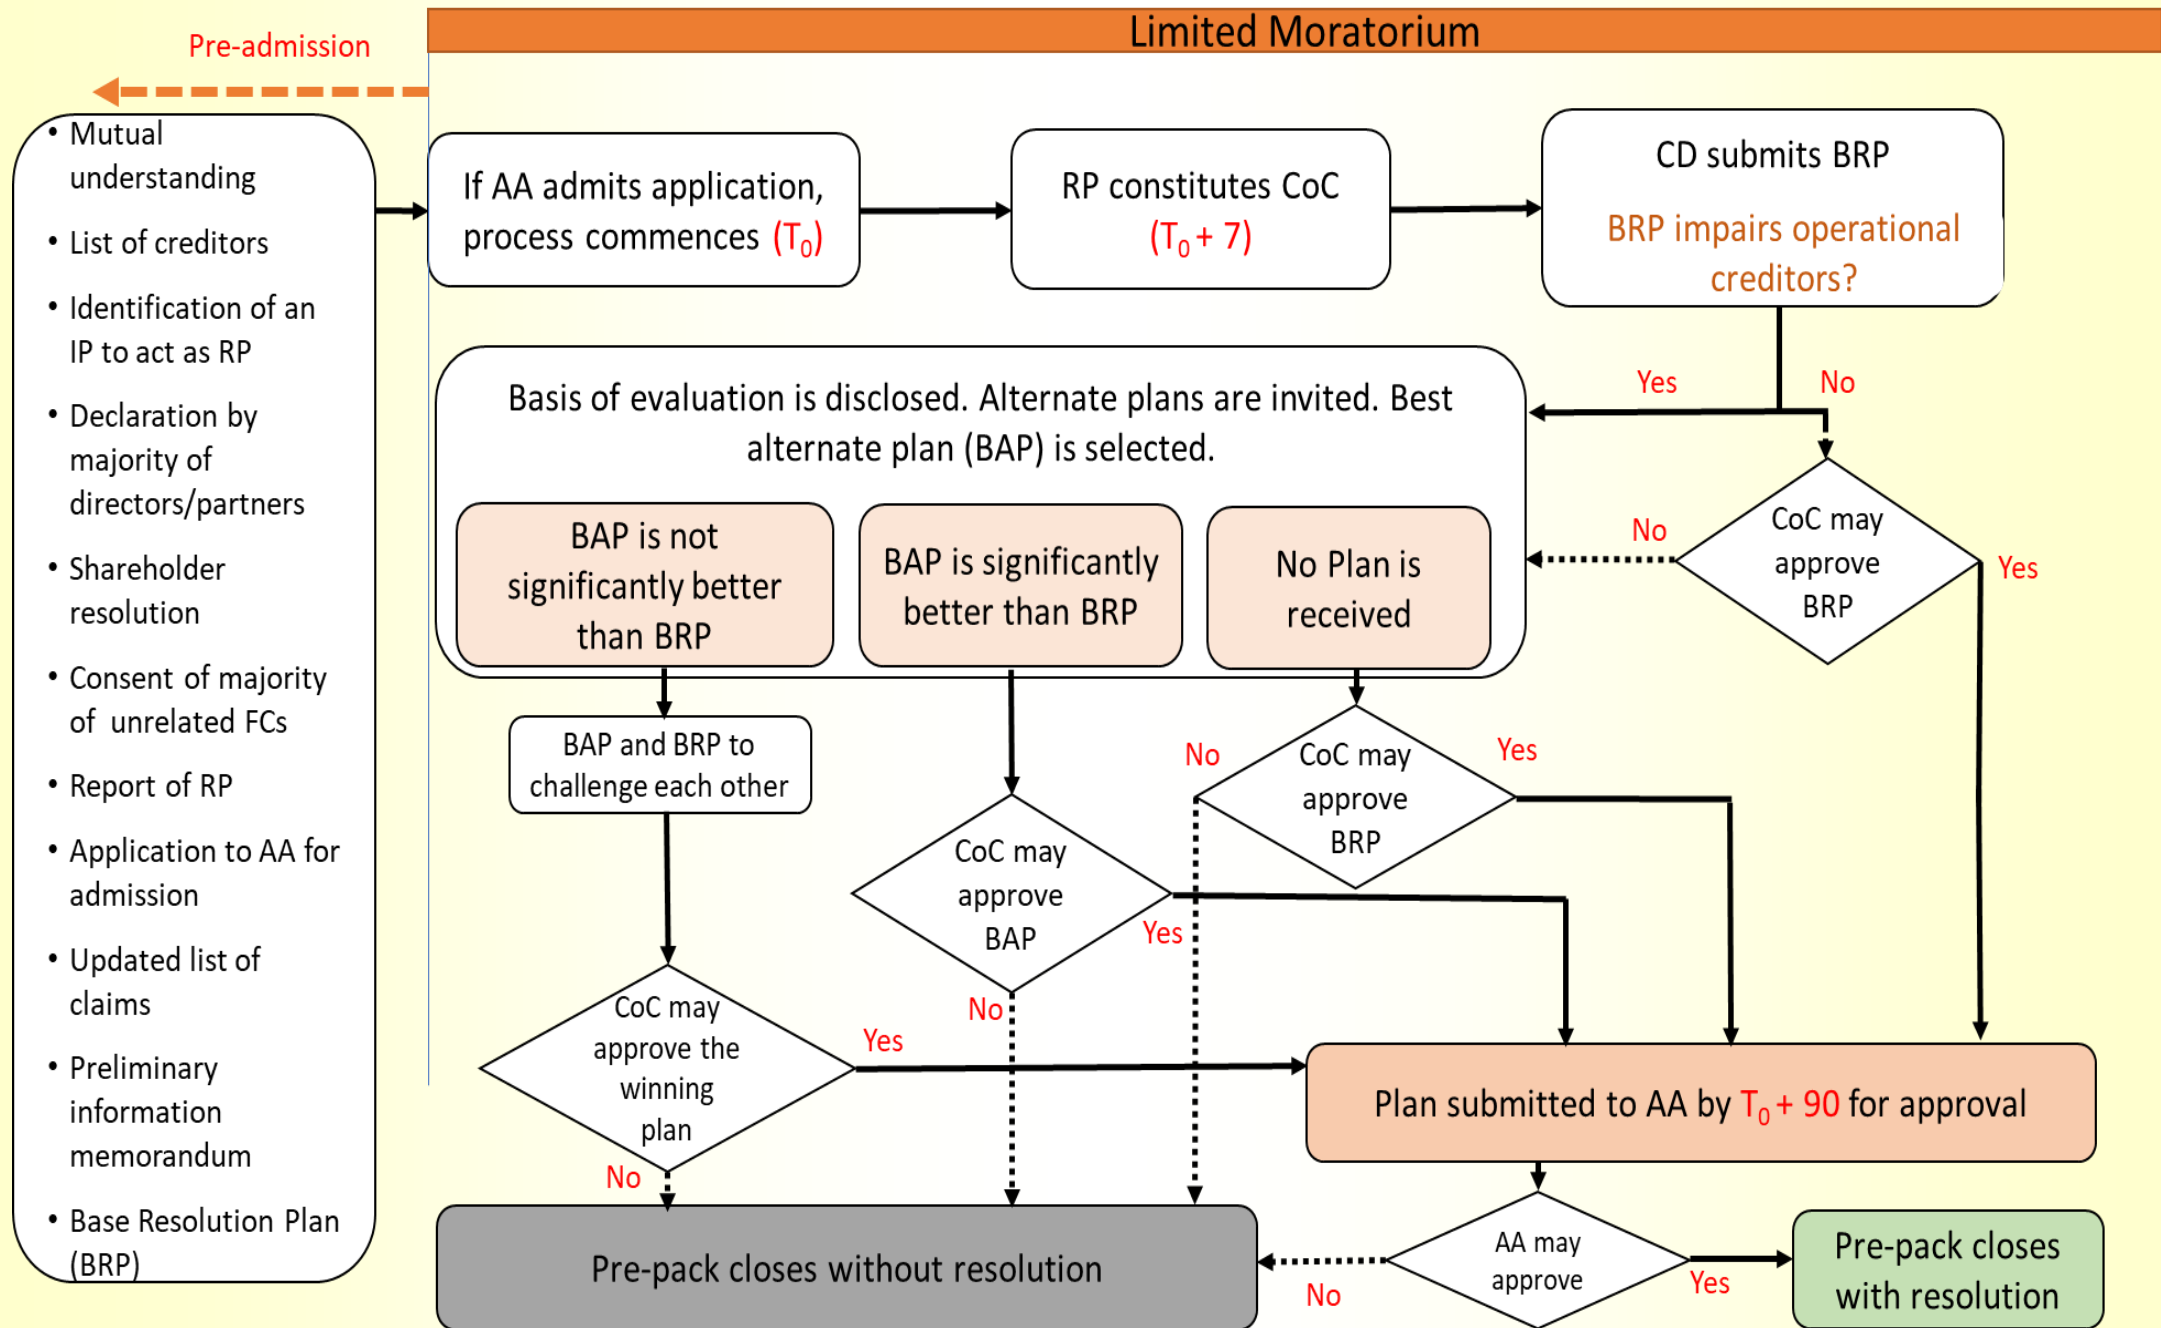 Limited Moratorium
Pre-admission
• Mutual
understanding
• List of creditors
• Identification of an
IP to act as RP
• Declaration by
majority of
directors/partners
• Shareholder
resolution
• Consent of majority
of unrelated FCs
• Report of RP
• Application to AA for
admission
• Updated list of
claims
• Preliminary
information
memorandum
• Base Resolution Plan
(BRP)
If AA admits application,
process commences (T₀)
RP constitutes CoC
(T₀ + 7)
CD submits BRP
BRP impairs operational
creditors?
Yes
No
Basis of evaluation is disclosed. Alternate plans are invited. Best
alternate plan (BAP) is selected.
BAP is not
significantly better
than BRP
BAP is significantly
better than BRP
No Plan is
received
No
CoC may
approve
BRP
Yes
BAP and BRP to
challenge each other
No
CoC may
approve
BRP
Yes
CoC may
approve
BAP
Yes
No
CoC may
approve the
winning
plan
Yes
No
Plan submitted to AA by T₀ + 90 for approval
Pre-pack closes without resolution
No
AA may
approve
Yes
Pre-pack closes
with resolution